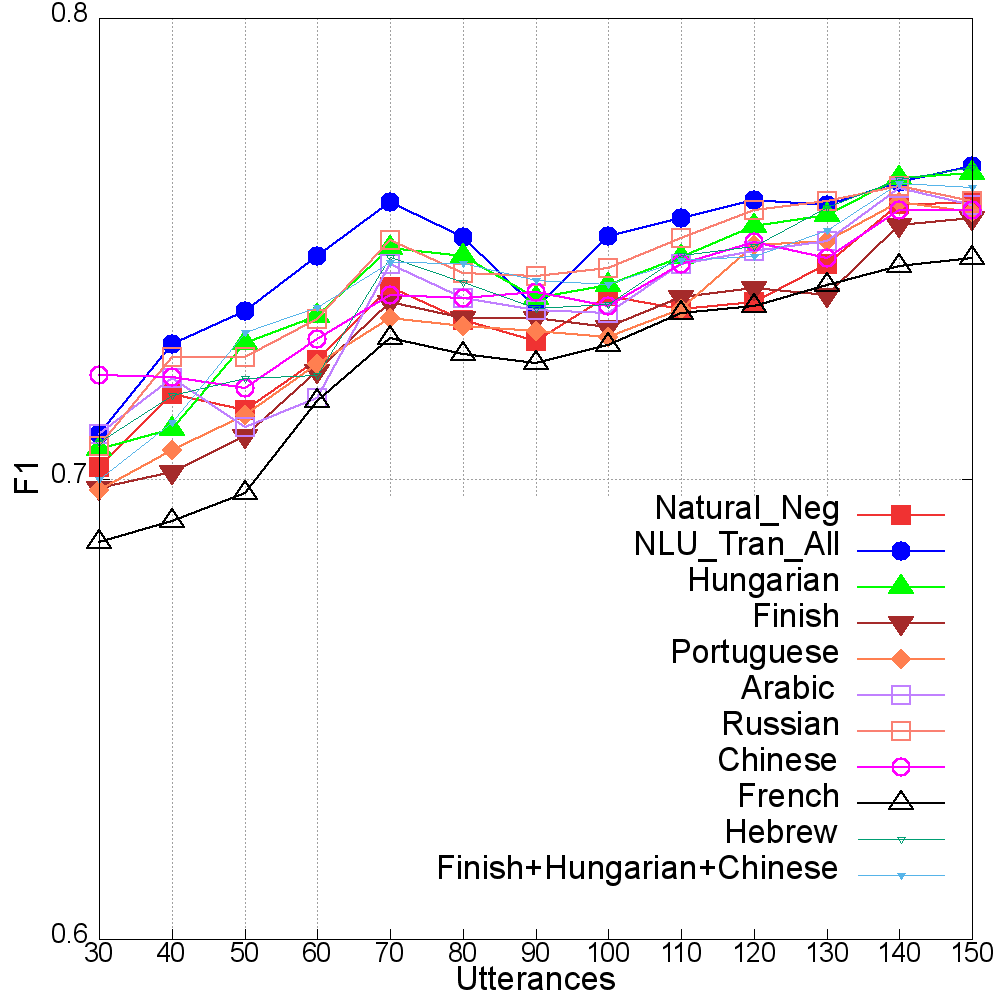 0.8
0.7
F1
Natural_Neg
NLU_Tran_All
Hungarian
Finish
Portuguese
Arabic
Russian
Chinese
French
Hebrew
Finish+Hungarian+Chinese
0.6
30 40 50 60 70 80 90 100 110 120 130 140 150
Utterances